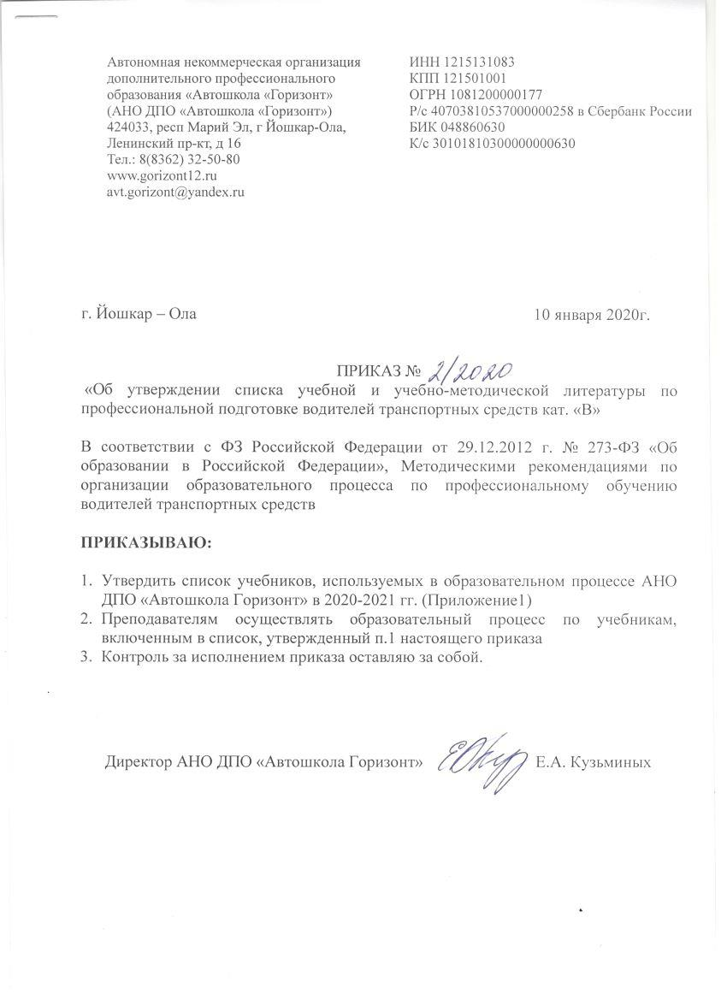 Автономная некоммерческая организация
дополнительного профессионального
образования «Автошкола «Горизонт»
(АНО ДПО «Автошкола «Горизонт»)
424033, респ Марий Эл, г Йошкар-Ола,
Ленинский пр-кт, д 16
Тел.: 8(8362) 32-50-80
www.gorizont12.ru
avt.gorizont@yandex.ru
ИНН 1215131083
КПП 121501001
ОГРН 1081200000177
Р/с 40703810537000000258 в Сбербанк России
БИК 048860630
К/с 30101810300000000630
г. Йошкар – Ола
10 января 2020г.
ПРИКАЗ № 2/2020
«Об утверждении списка учебной и учебно-методической литературы по
профессиональной подготовке водителей транспортных средств кат. «В»
В соответствии с ФЗ Российской Федерации от 29.12.2012 г. № 273-ФЗ «Об
образовании в Российской Федерации», Методическими рекомендациями по
организации образовательного процесса по профессиональному обучению
водителей транспортных средств
ПРИКАЗЫВАЮ:
1. Утвердить список учебников, используемых в образовательном процессе АНО
ДПО «Автошкола Горизонт» в 2020-2021 гг. (Приложение1)
2. Преподавателям осуществлять образовательный процесс по учебникам,
включенным в список, утвержденный п.1 настоящего приказа
3. Контроль за исполнением приказа оставляю за собой.
Директор АНО ДПО «Автошкола Горизонт» Е.А. Кузьминых